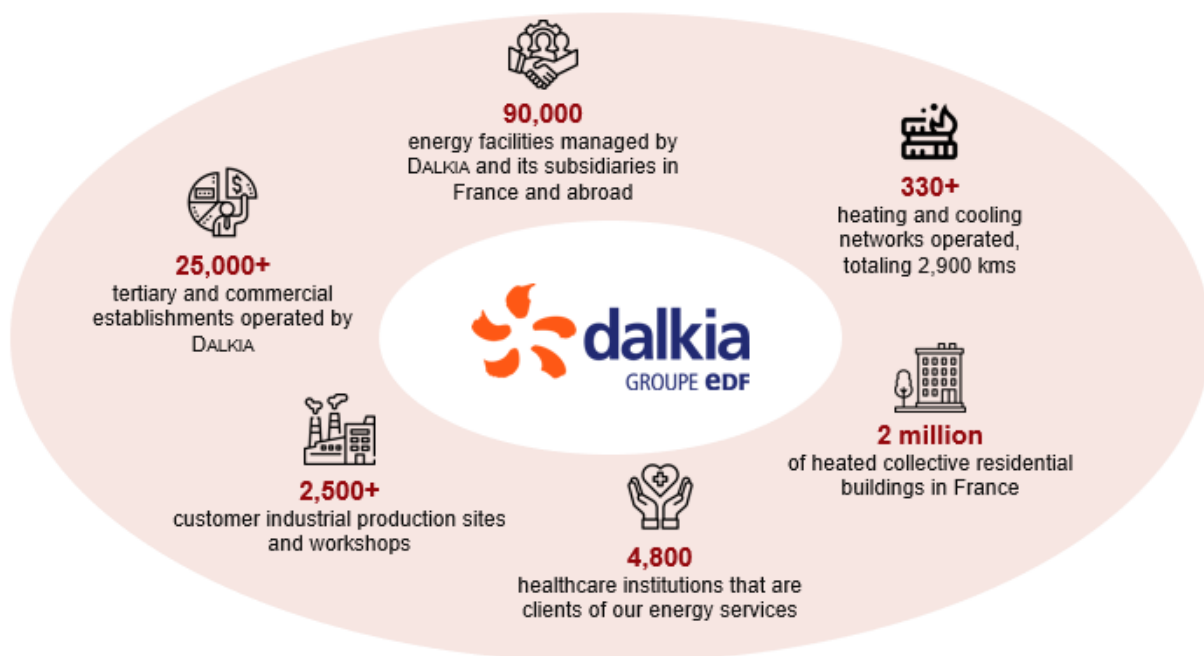 90,000
energy facilities managed by
DALKIA and its subsidiaries in
France and abroad
330+
heating and cooling
networks operated,
totaling 2,900 kms
25,000+
tertiary and commercial
establishments operated by
DALKIA
dalkia
GROUPE eDF
2 million
of heated collective residential
buildings in France
2,500+
customer industrial production sites
and workshops
4,800
healthcare institutions that are
clients of our energy services
$